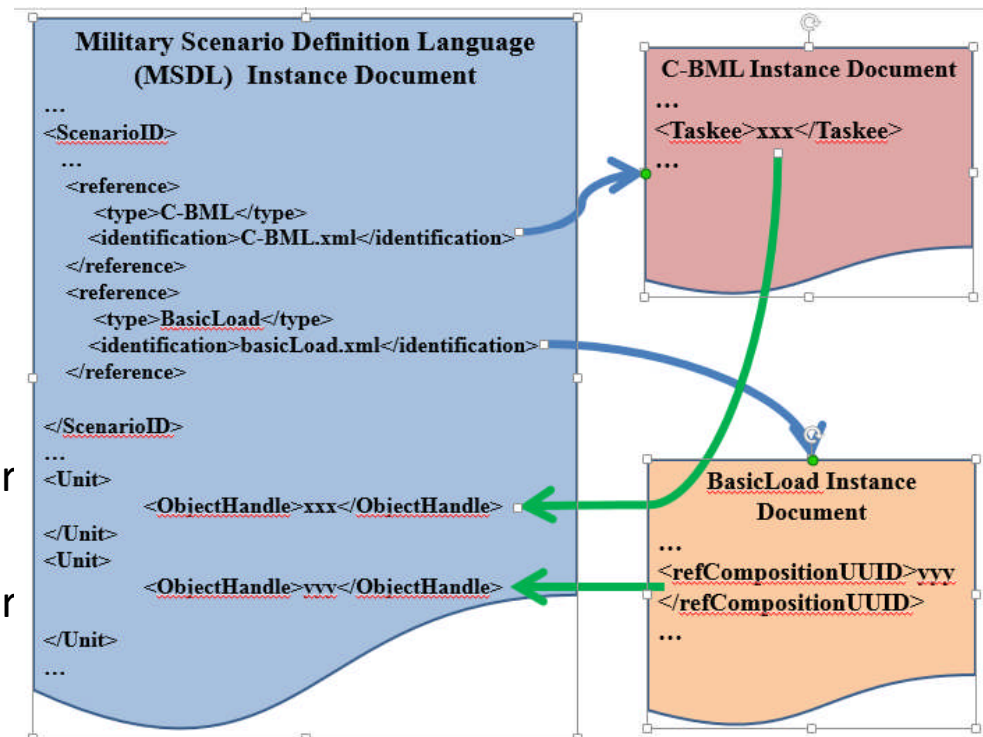 Military Scenario Definition Language
(MSDL) Instance Document
...
<ScenarioID>
...
<reference>
<type>C-BML</type>
<identification>C-BML.xml</identification>
</reference>
<reference>
<type>BasicLoad</type>
<identification>basicLoad.xml</identification>
</reference>
</ScenarioID>
...
<Unit>
<ObjectHandle>xxx</ObjectHandle>
</Unit>
<Unit>
<ObjectHandle>yyy</ObjectHandle>
</Unit>
...
r
r
C-BML Instance Document
...
<Taskee>xxx</Taskee>
...
BasicLoad Instance
Document
...
<refCompositionUUID>yyy
</refCompositionUUID>
...